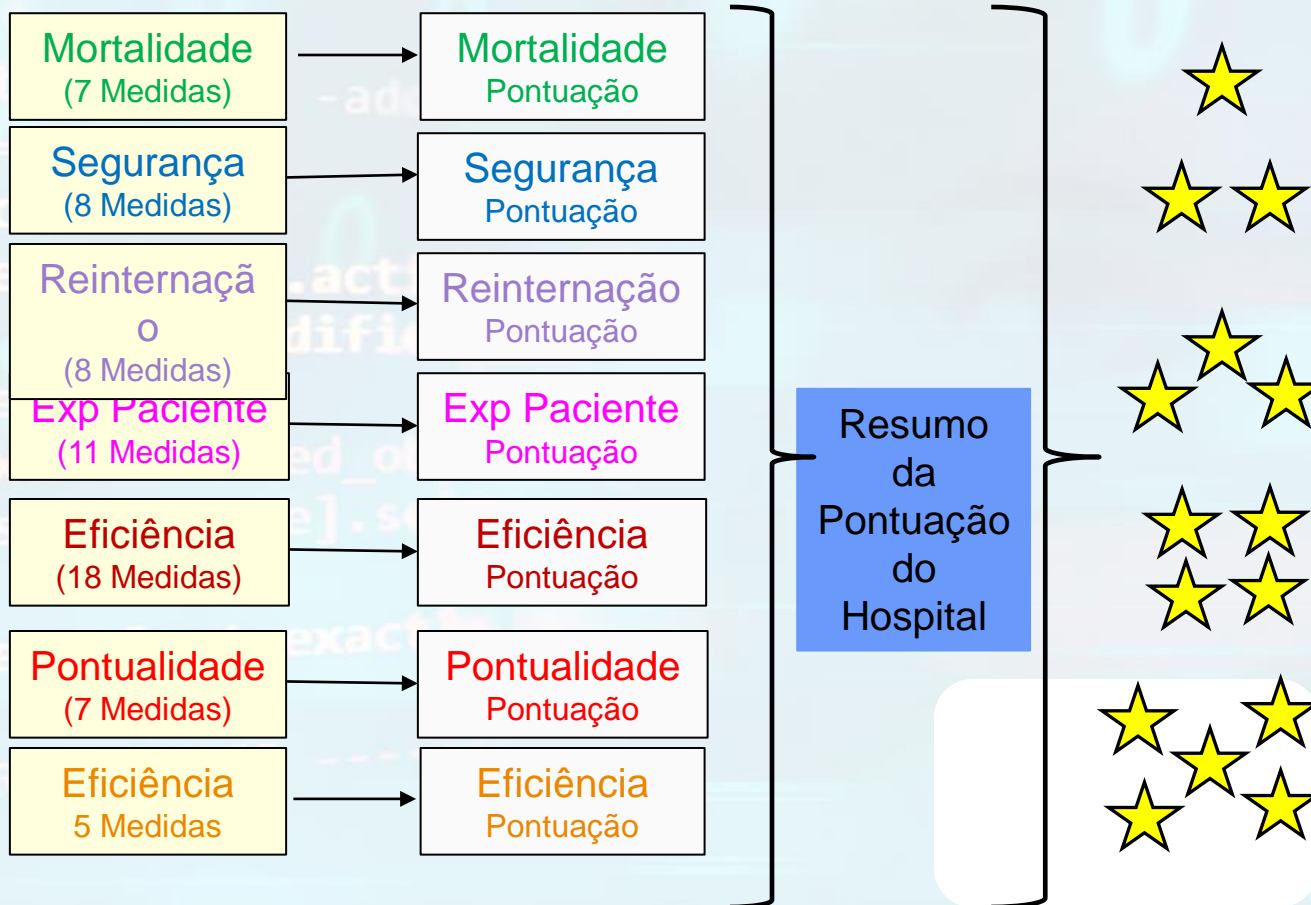 Mortalidade
(7 Medidas)
Mortalidade
Pontuação
Segurança
(8 Medidas)
Segurança
Pontuação
Reinternaçã
o
(8 Medidas)
Reinternação
Pontuação
Exp Paciente
(11 Medidas)
Exp Paciente
Pontuação
Eficiência
(18 Medidas)
Eficiência
Pontuação
Pontualidade
(7 Medidas)
Pontualidade
Pontuação
Eficiência
5 Medidas
Eficiência
Pontuação
Resumo
da
Pontuação
do
Hospital